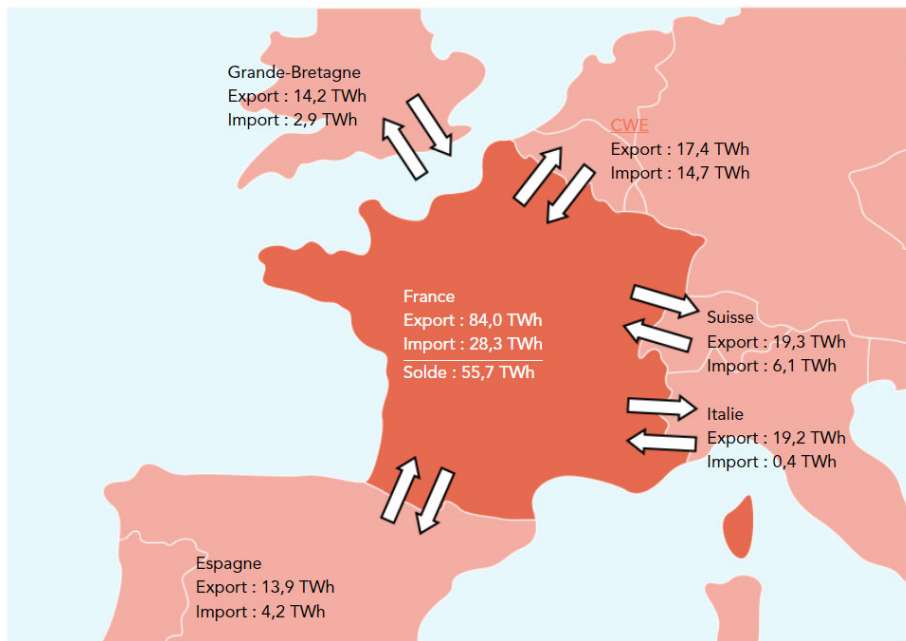 Grande-Bretagne
Export : 14,2 TWh
Import : 2,9 TWh
CWE
Export : 17,4 TWh
Import : 14,7 TWh
France
Export : 84,0 TWh
Import : 28,3 TWh
Solde : 55,7 TWh
Suisse
Export : 19,3 TWh
Import : 6,1 TWh
Italie
Export : 19,2 TWh
Import : 0,4 TWh
Espagne
Export : 13,9 TWh
Import : 4,2 TWh